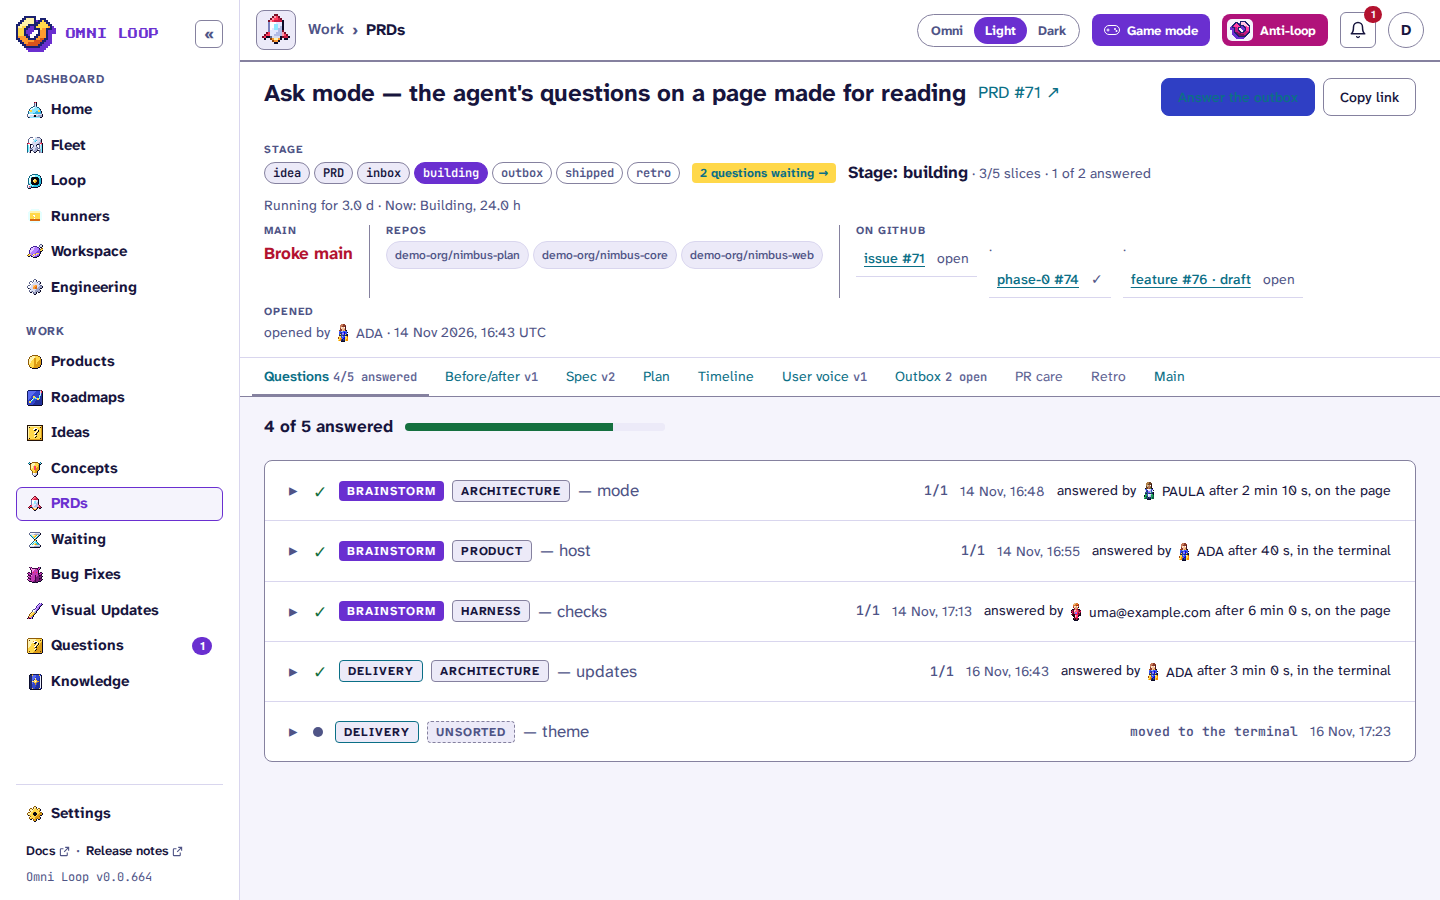 OMNI LOOP
«
DASHBOARD
Home
Fleet
Loop
Runners
Workspace
Engineering
WORK
Products
Roadmaps
Ideas
Concepts
PRDs
Waiting
Bug Fixes
Visual Updates
Questions 1
Knowledge
Settings
Docs · Release notes
Omni Loop v0.0.664
Work › PRDs
Omni Light Dark
Game mode
Anti-loop
1
D
Ask mode — the agent's questions on a page made for reading PRD #71 ↗
Answer the outbox
Copy link
STAGE
idea PRD inbox building outbox shipped retro 2 questions waiting → Stage: building · 3/5 slices · 1 of 2 answered
Running for 3.0 d · Now: Building, 24.0 h
MAIN
Broke main
REPOS
demo-org/nimbus-plan demo-org/nimbus-core demo-org/nimbus-web
ON GITHUB
issue #71 open
· phase-0 #74 ✓
· feature #76 · draft open
OPENED
opened by ADA · 14 Nov 2026, 16:43 UTC
Questions 4/5 answered Before/after v1 Spec v2 Plan Timeline User voice v1 Outbox 2 open PR care Retro Main
4 of 5 answered
▶ ✓ BRAINSTORM ARCHITECTURE — mode 1/1 14 Nov, 16:48 answered by PAULA after 2 min 10 s, on the page
▶ ✓ BRAINSTORM PRODUCT — host 1/1 14 Nov, 16:55 answered by ADA after 40 s, in the terminal
▶ ✓ BRAINSTORM HARNESS — checks 1/1 14 Nov, 17:13 answered by uma@example.com after 6 min 0 s, on the page
▶ ✓ DELIVERY ARCHITECTURE — updates 1/1 16 Nov, 16:43 answered by ADA after 3 min 0 s, in the terminal
▶ ● DELIVERY UNSORTED — theme moved to the terminal 16 Nov, 17:23